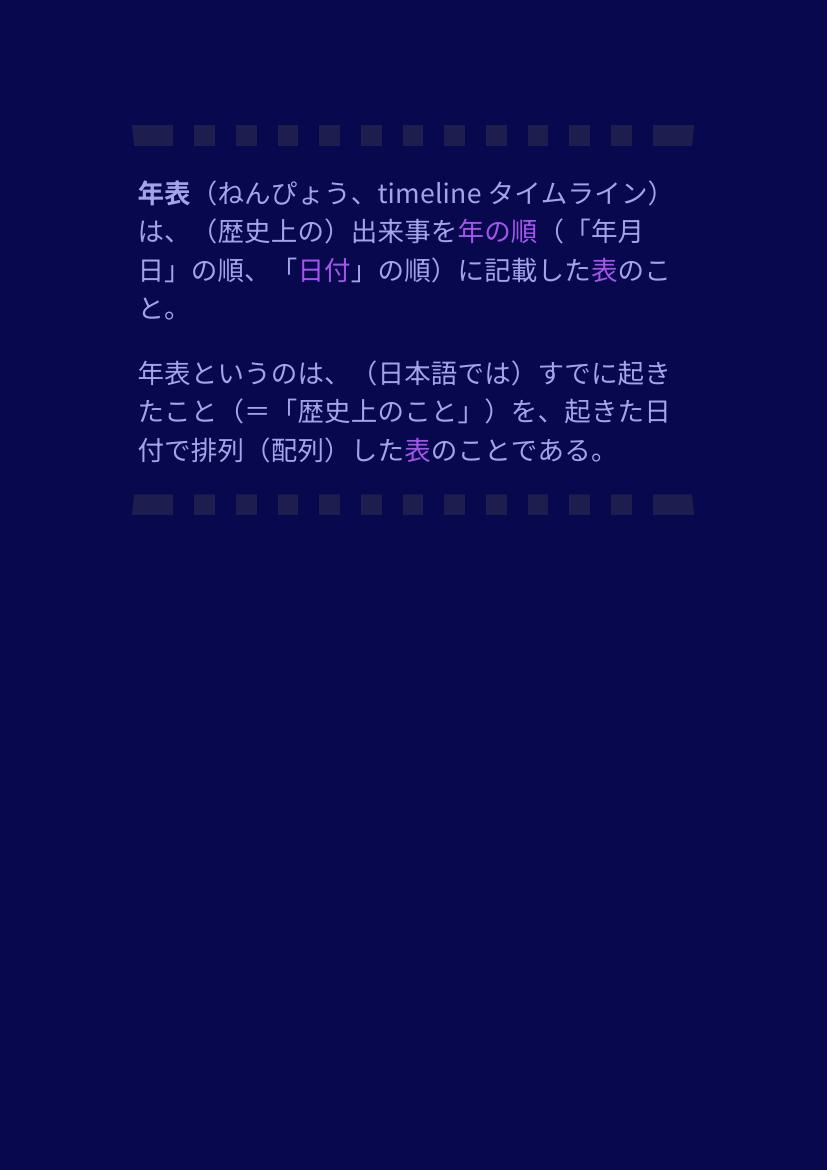 年表（ねんぴょう、timeline タイムライン）
は、（歴史上の）出来事を年の順（「年月
日」の順、「日付」の順）に記載した表のこ
と。
年表というのは、（日本語では）すでに起き
たこと（＝「歴史上のこと」）を、起きた日
付で排列（配列）した表のことである。